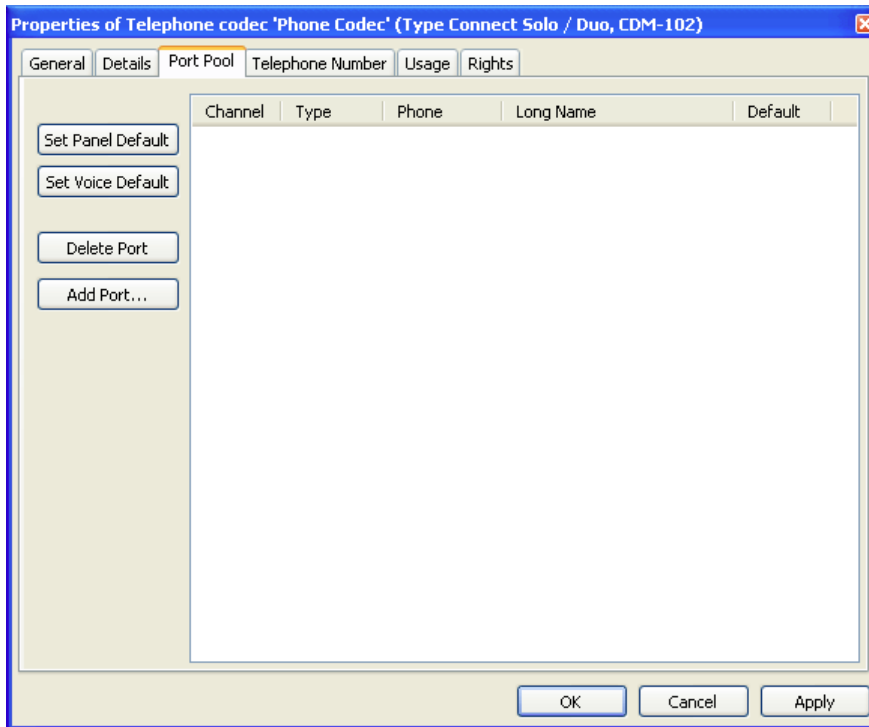 Properties of Telephone codec 'Phone Codec' (Type Connect Solo / Duo, CDM-102)
General Details Port Pool Telephone Number Usage Rights
Channel Type Phone Long Name Default
Set Panel Default
Set Voice Default
Delete Port
Add Port...
OK Cancel Apply